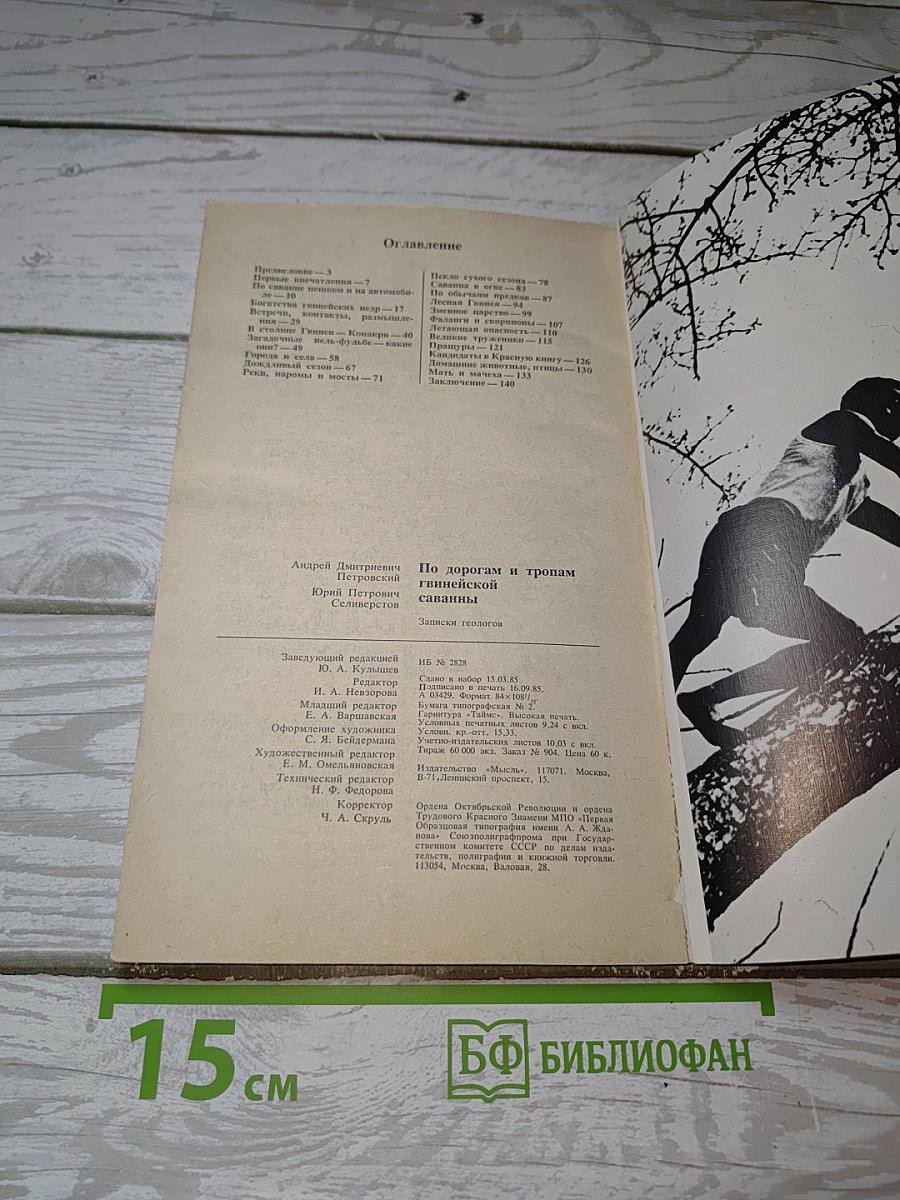 Оглавление
Предисловие — 3
Первые впечатления — 7
По саванне пешком и на автомоби-
ле — 10
Богатства гвинейских недр — 17
Встречи, контакты, размышле-
ния — 29
В столице Гвинеи — Конакри — 40
Загадочные пель-фульбе — какие
они? — 49
Города и села — 58
Дождливый сезон — 67
Реки, паромы и мосты — 71
Пекло сухого сезона — 78
Саванна в огне — 83
По обычаям предков — 87
Лесная Гвинея — 94
Змеиное царство — 99
Фаланги и скорпионы — 107
Летающая опасность — 110
Великие труженики — 115
Пращуры — 121
Кандидаты в Красную книгу — 126
Домашние животные, птицы — 130
Мать и мачеха — 133
Заключение — 140
Андрей Дмитриевич
Петровский
Юрий Петрович
Селиверстов
По дорогам и тропам
гвинейской
саванны
Записки геологов
Заведующий редакцией
Ю. А. Кулышев
Редактор
И. А. Невзорова
Младший редактор
Е. А. Варшавская
Оформление художника
С. Я. Бейдермана
Художественный редактор
Е. М. Омельяновская
Технический редактор
Н. Ф. Федорова
Корректор
Ч. А. Скруль
ИБ № 2828
Сдано в набор 15.03.85
Подписано в печать 16.09.85.
А 03429. Формат. 84×108¹/₃₂.
Бумага типографская № 2.
Гарнитура «Таймс». Высокая печать.
Условных печатных листов 9,24 с вкл.
Условн. кр.-отт. 15,33.
Учетно-издательских листов 10,03 с вкл.
Тираж 60 000 экз. Заказ № 904. Цена 60 к.
Издательство «Мысль». 117071. Москва,
В-71,Ленинский проспект, 15.
Ордена Октябрьской Революции и ордена
Трудового Красного Знамени МПО «Первая
Образцовая типография имени А. А. Жда-
нова» Союзполиграфпрома при Государ-
ственном комитете СССР по делам изда-
тельств, полиграфии и книжной торговли.
113054, Москва, Валовая, 28.
15 см
БФ БИБЛИОФАН